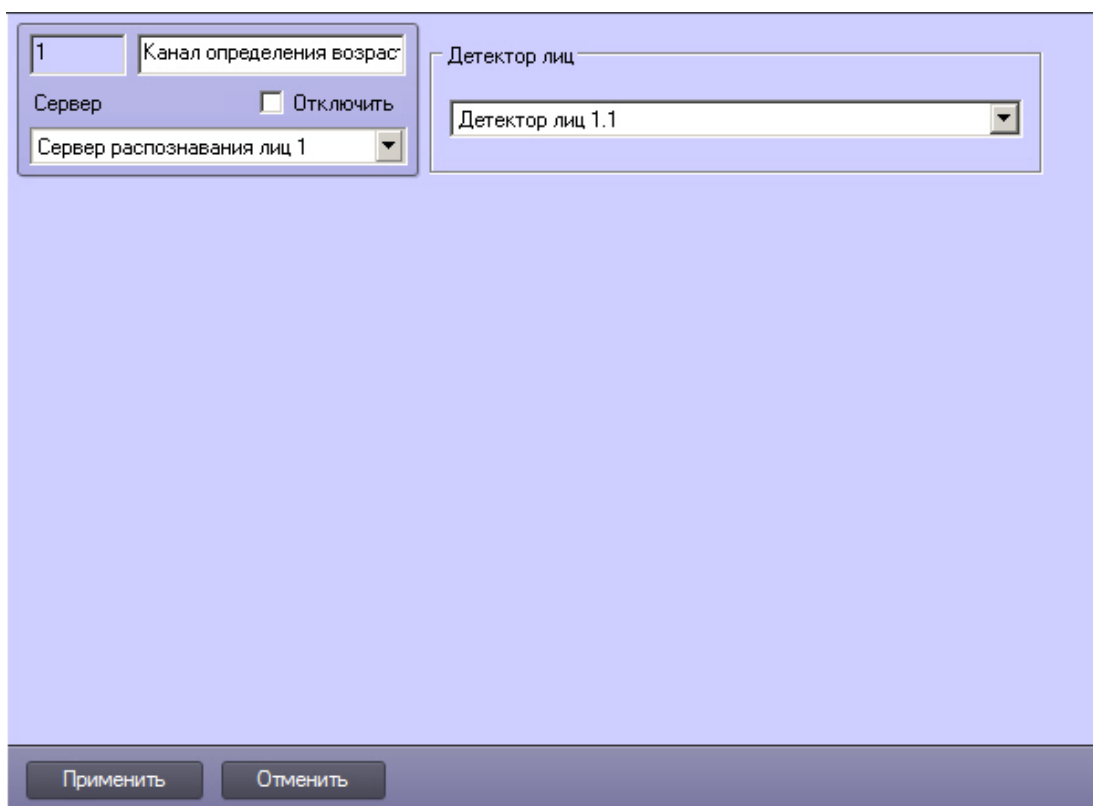 1 Канал определения возраст
Сервер Отключить
Сервер распознавания лиц 1
Детектор лиц
Детектор лиц 1.1
Применить Отменить